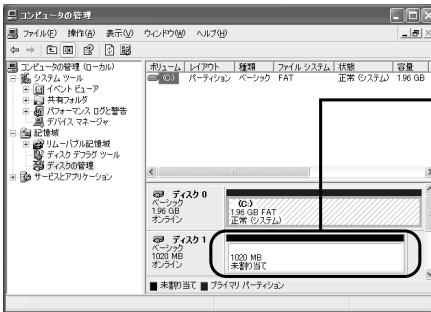 コンピュータの管理
ファイル(F) 操作(A) 表示(V) ウィンドウ(W) ヘルプ(H)
コンピュータの管理 (ローカル)
システム ツール
イベント ビューア
共有フォルダ
パフォーマンス ログと警告
デバイス マネージャ
記憶域
リムーバブル記憶域
ディスク デフラグ ツール
ディスクの管理
サービスとアプリケーション
ボリューム レイアウト 種類 ファイル システム 状態 容量
(C:) パーティション ベーシック FAT 正常 (システム) 1.96 GB
ディスク 0
ベーシック
1.96 GB
オンライン
(C:)
1.96 GB FAT
正常 (システム)
ディスク 1
ベーシック
1020 MB
オンライン
1020 MB
未割り当て
未割り当て プライマリ パーティション